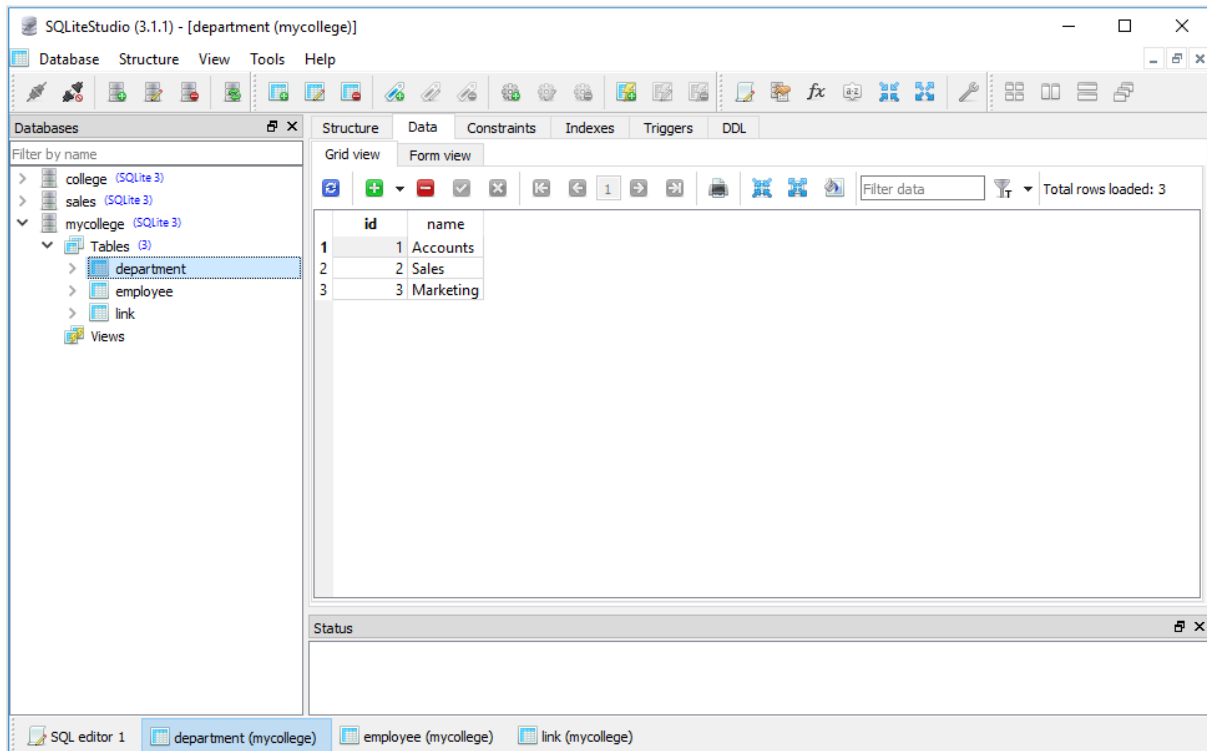 SQLiteStudio (3.1.1) - [department (mycollege)]
Database Structure View Tools Help
fx a-z
Databases
Filter by name
college (SQLite 3)
sales (SQLite 3)
mycollege (SQLite 3)
Tables (3)
department
employee
link
Views
Structure Data Constraints Indexes Triggers DDL
Grid view Form view
1 Filter data T Total rows loaded: 3
id name
1 1 Accounts
2 2 Sales
3 3 Marketing
Status
SQL editor 1 department (mycollege) employee (mycollege) link (mycollege)